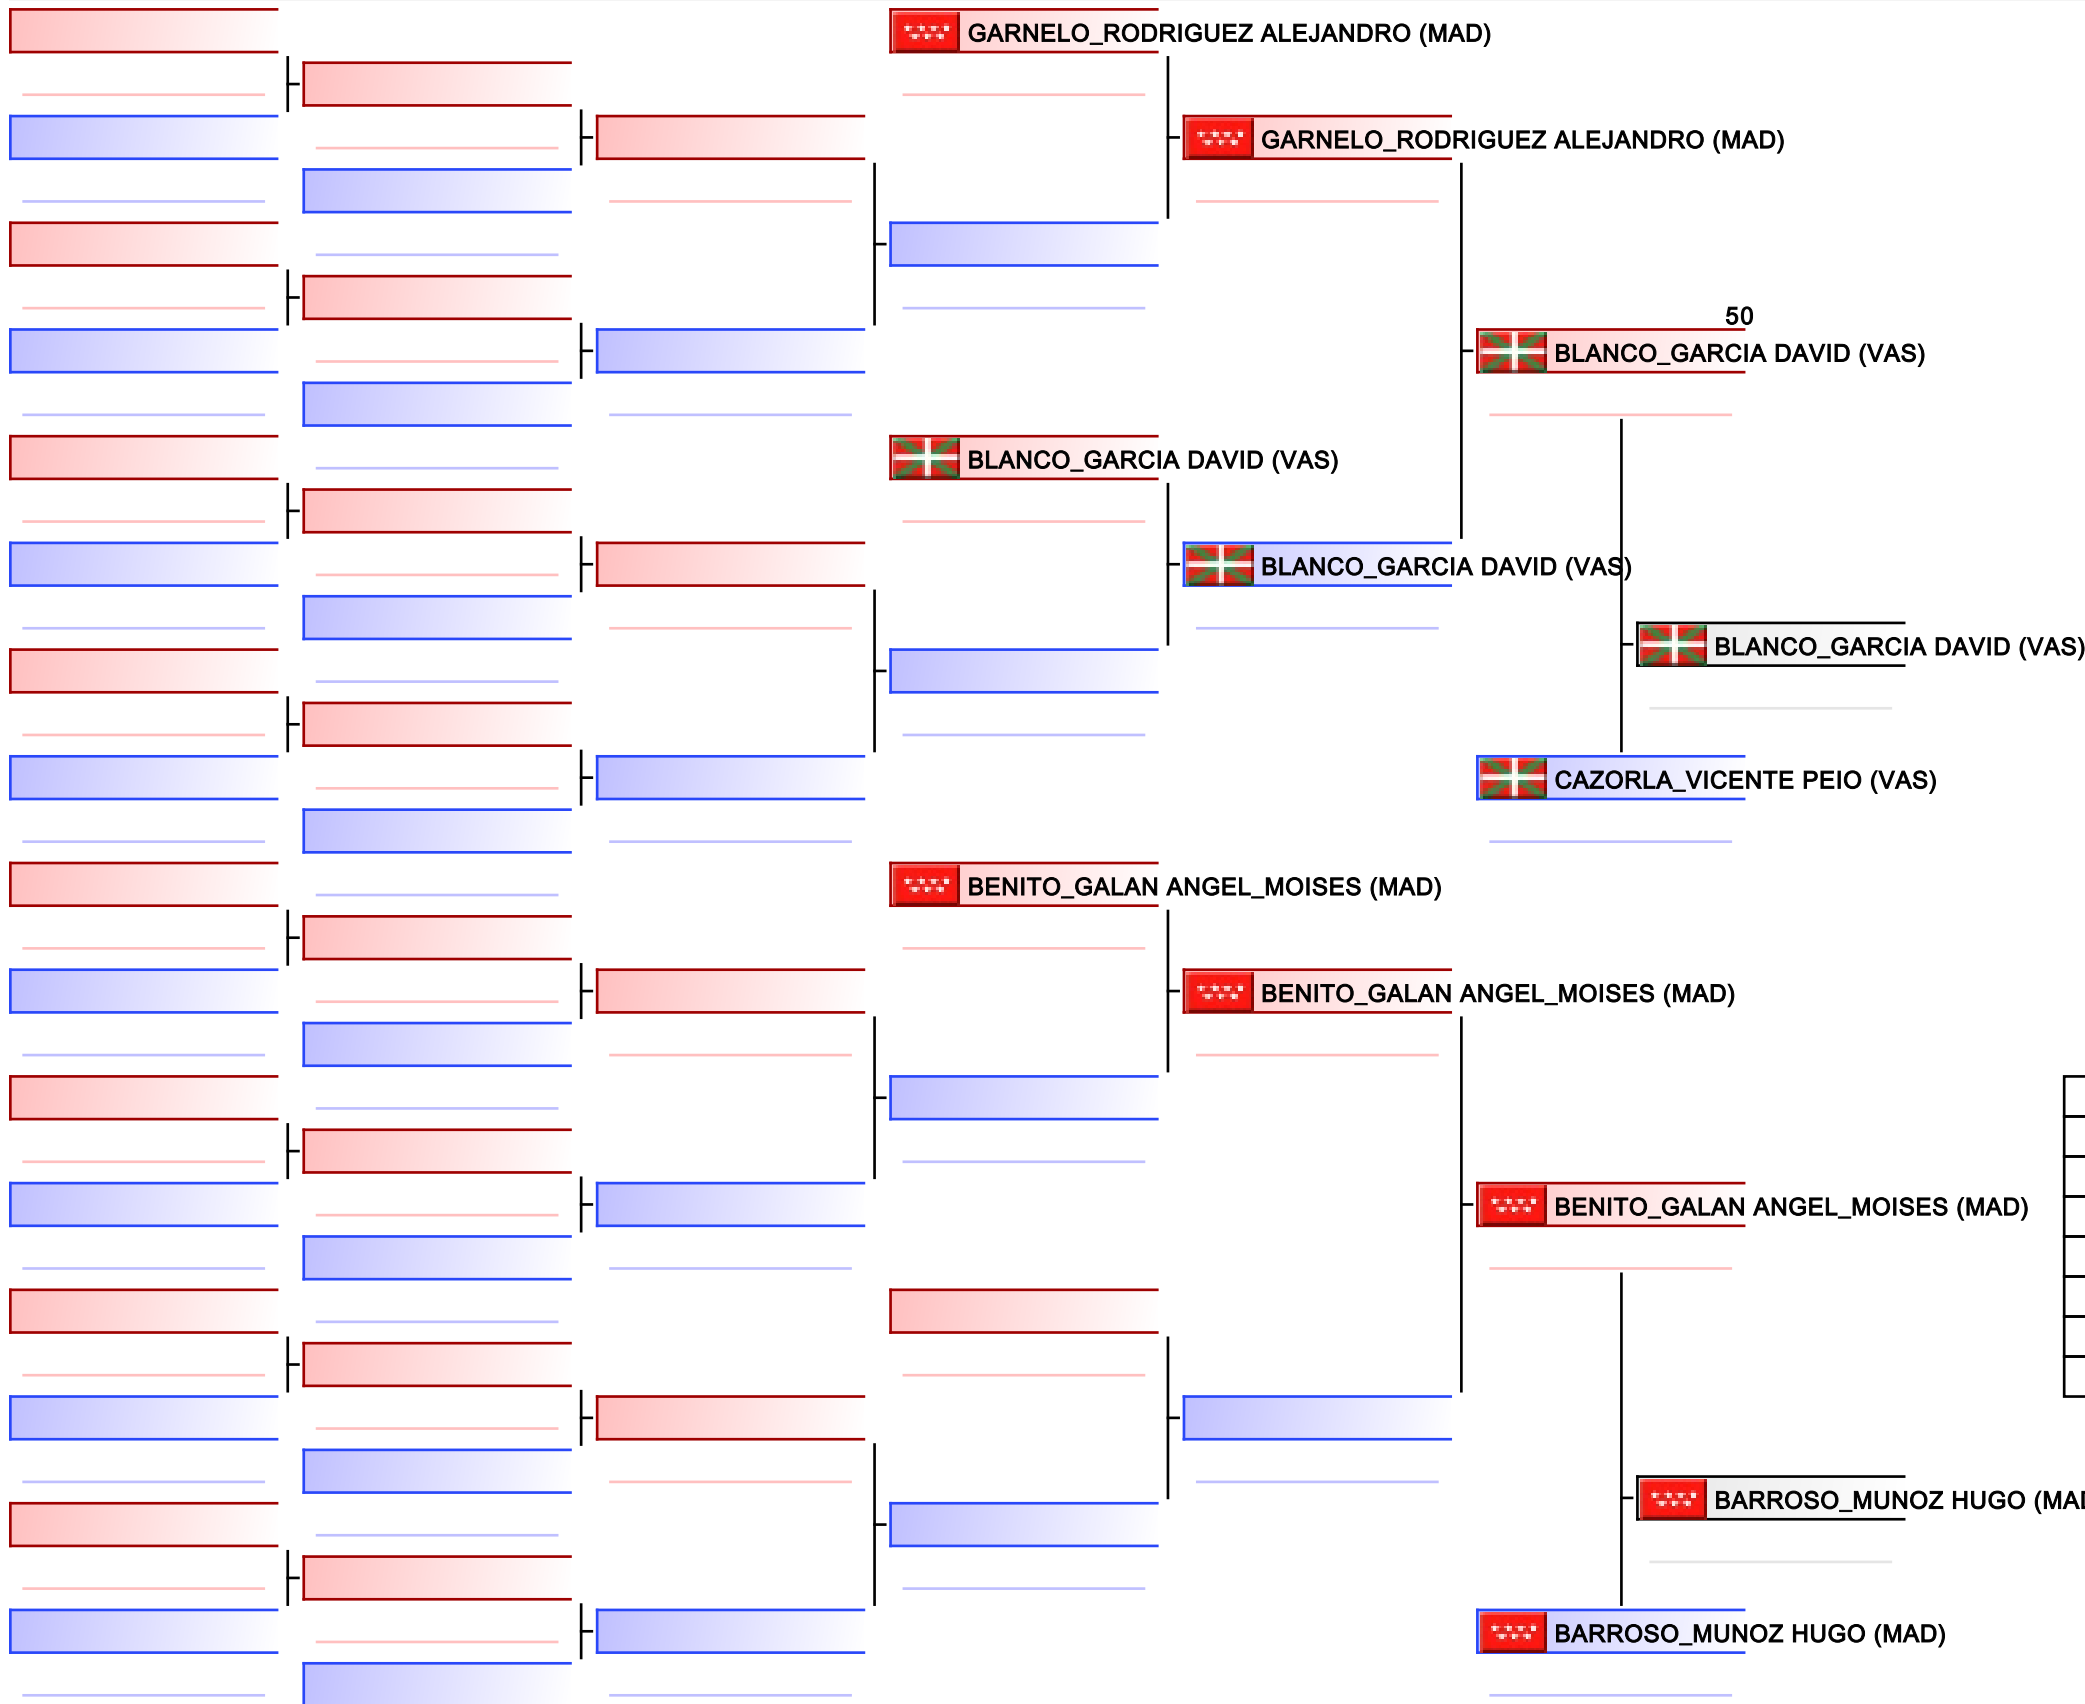 GARNELO_RODRIGUEZ ALEJANDRO (MAD)
GARNELO_RODRIGUEZ ALEJANDRO (MAD)
50
BLANCO_GARCIA DAVID (VAS)
BLANCO_GARCIA DAVID (VAS)
BLANCO_GARCIA DAVID (VAS)
BLANCO_GARCIA DAVID (VAS)
CAZORLA_VICENTE PEIO (VAS)
BENITO_GALAN ANGEL_MOISES (MAD)
BENITO_GALAN ANGEL_MOISES (MAD)
BENITO_GALAN ANGEL_MOISES (MAD)
BARROSO_MUNOZ HUGO (MAD
BARROSO_MUNOZ HUGO (MAD)